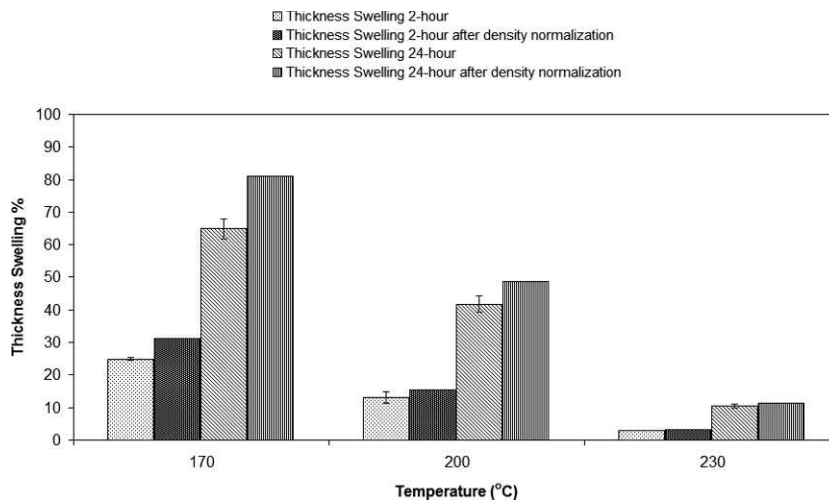 Thickness Swelling 2-hour
Thickness Swelling 2-hour after density normalization
Thickness Swelling 24-hour
Thickness Swelling 24-hour after density normalization
100
90
80
70
60
50
40
30
20
10
0
Thickness Swelling %
170 200 230
Temperature (°C)